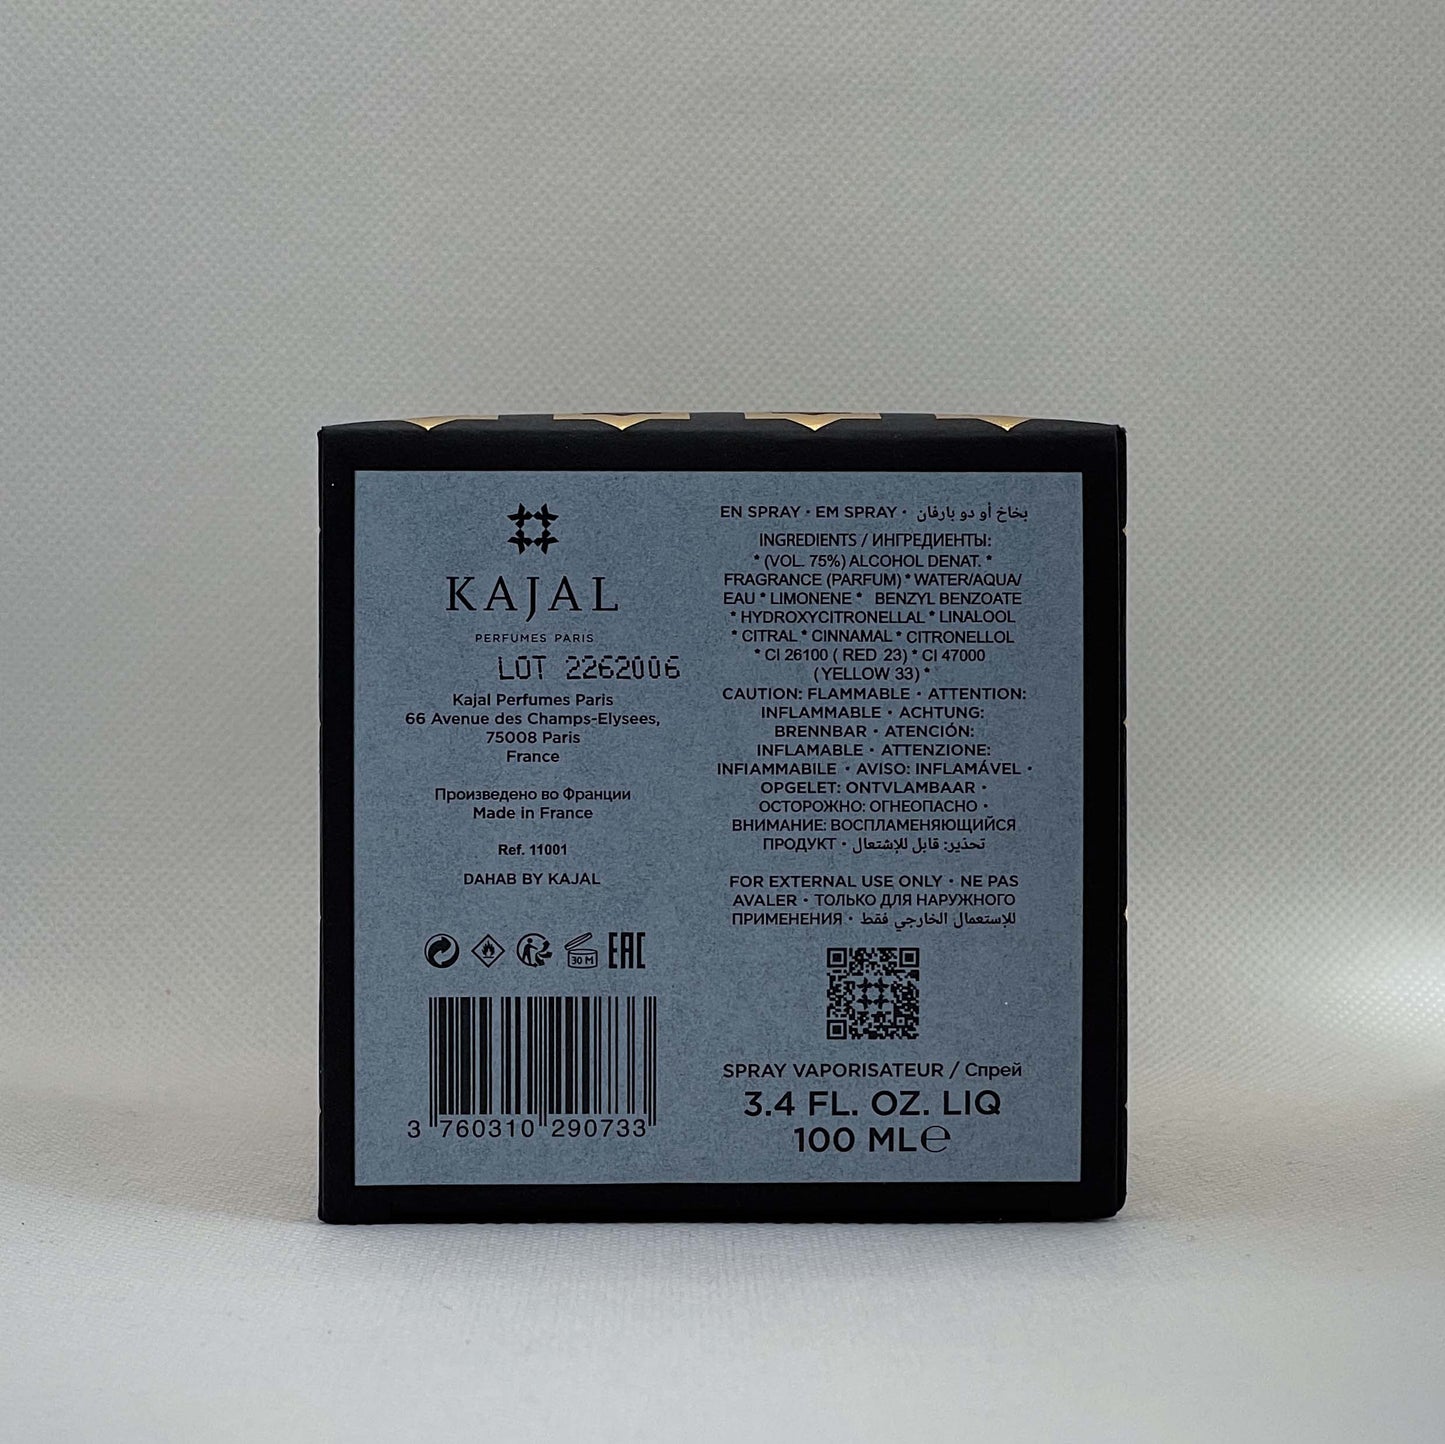 KAJAL
PERFUMES PARIS
LOT 2262006
Kajal Perfumes Paris
66 Avenue des Champs-Elysees,
75008 Paris
France
Произведено во Франции
Made in France
Ref. 11001
DAHAB BY KAJAL
30 M
EAC
3 760310 290733
EN SPRAY • EM SPRAY • بخاخ أو دو بارفان
INGREDIENTS / ИНГРЕДИЕНТЫ:
* (VOL. 75%) ALCOHOL DENAT. *
FRAGRANCE (PARFUM) * WATER/AQUA/
EAU * LIMONENE * BENZYL BENZOATE
* HYDROXYCITRONELLAL * LINALOOL
* CITRAL * CINNAMAL * CITRONELLOL
* CI 26100 ( RED 23) * CI 47000
(YELLOW 33) *
CAUTION: FLAMMABLE • ATTENTION:
INFLAMMABLE • ACHTUNG:
BRENNBAR • ATENCIÓN:
INFLAMABLE • ATTENZIONE:
INFIAMMABILE • AVISO: INFLAMÁVEL •
OPGELET: ONTVLAMBAAR •
ОСТОРОЖНО: ОГНЕОПАСНО •
ВНИМАНИЕ: ВОСПЛАМЕНЯЮЩИЙСЯ
ПРОДУКТ • تحذير: قابل للإشتعال
FOR EXTERNAL USE ONLY • NE PAS
AVALER • ТОЛЬКО ДЛЯ НАРУЖНОГО
ПРИМЕНЕНИЯ • للإستعمال الخارجي فقط
SPRAY VAPORISATEUR / Спрей
3.4 FL. OZ. LIQ
100 ML℮